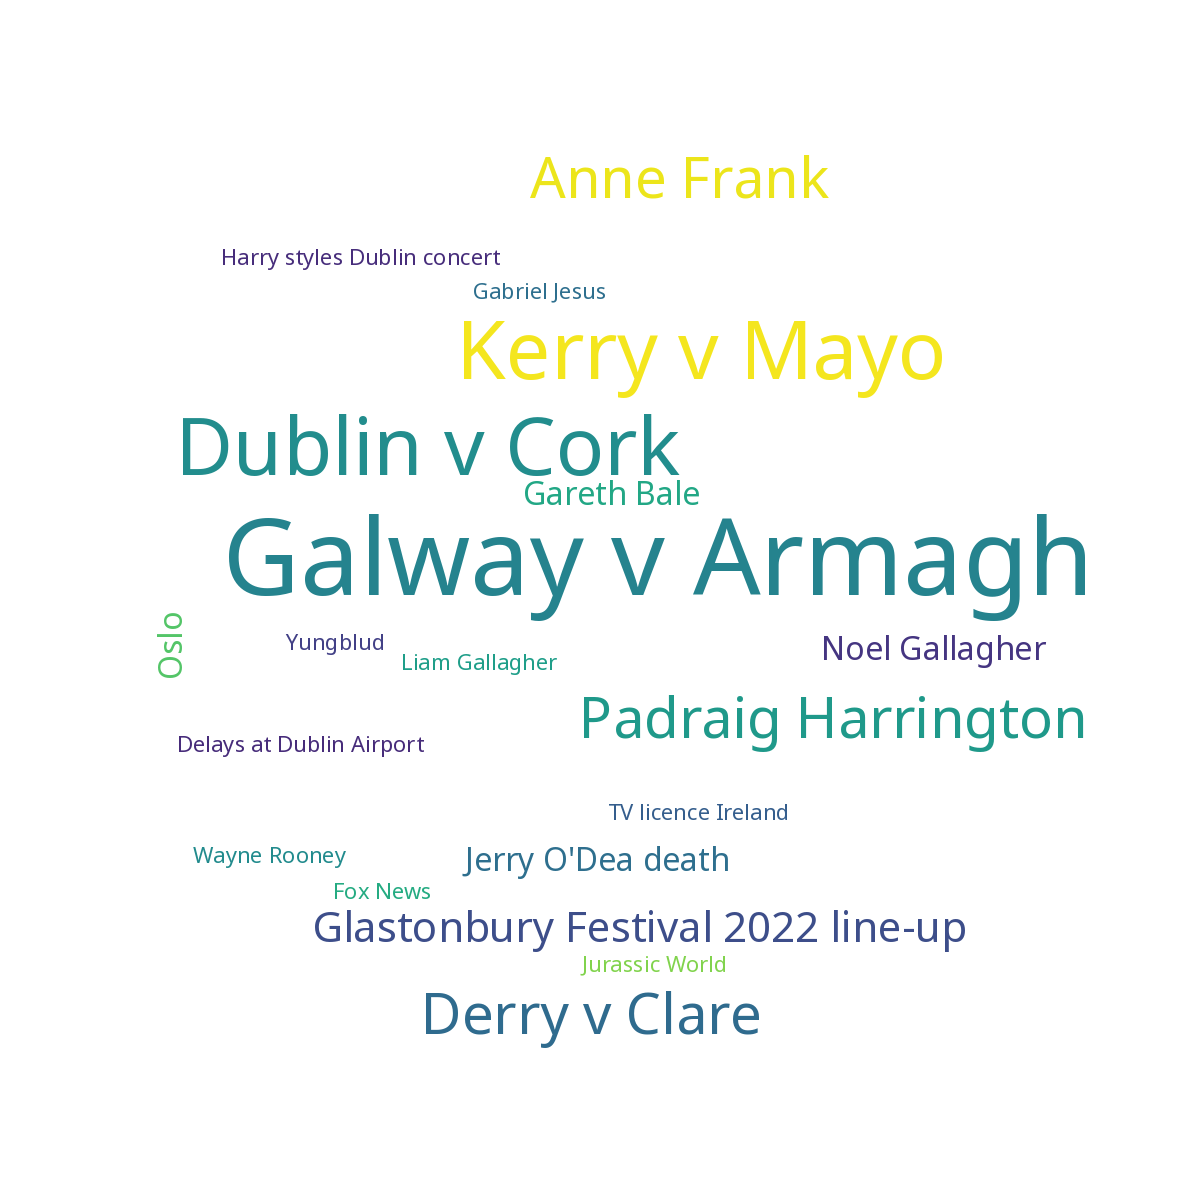 Anne Frank
Harry styles Dublin concert
Gabriel Jesus
Kerry v Mayo
Dublin v Cork
Gareth Bale
Galway v Armagh
Oslo
Yungblud
Noel Gallagher
Liam Gallagher
Padraig Harrington
Delays at Dublin Airport
TV licence Ireland
Wayne Rooney
Jerry O'Dea death
Fox News
Glastonbury Festival 2022 line-up
Jurassic World
Derry v Clare